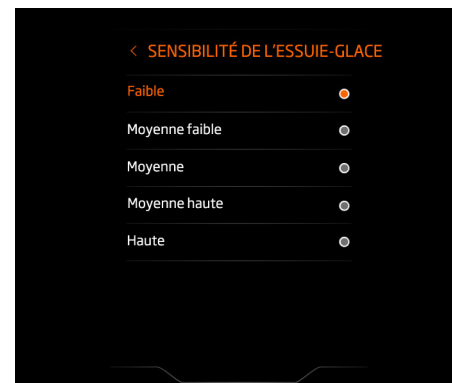 < SENSIBILITÉ DE L'ESSUIE-GLACE
Faible
Moyenne faible
Moyenne
Moyenne haute
Haute